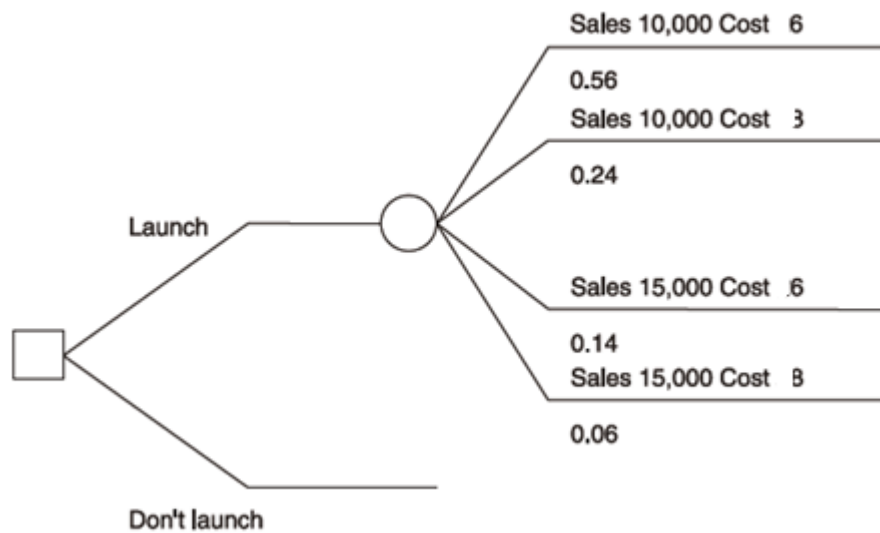 Sales 10,000 Cost 6
0.56
Sales 10,000 Cost
0.24
Launch
Sales 15,000 Cost 6
0.14
Sales 15,000 Cost
0.06
Don't launch